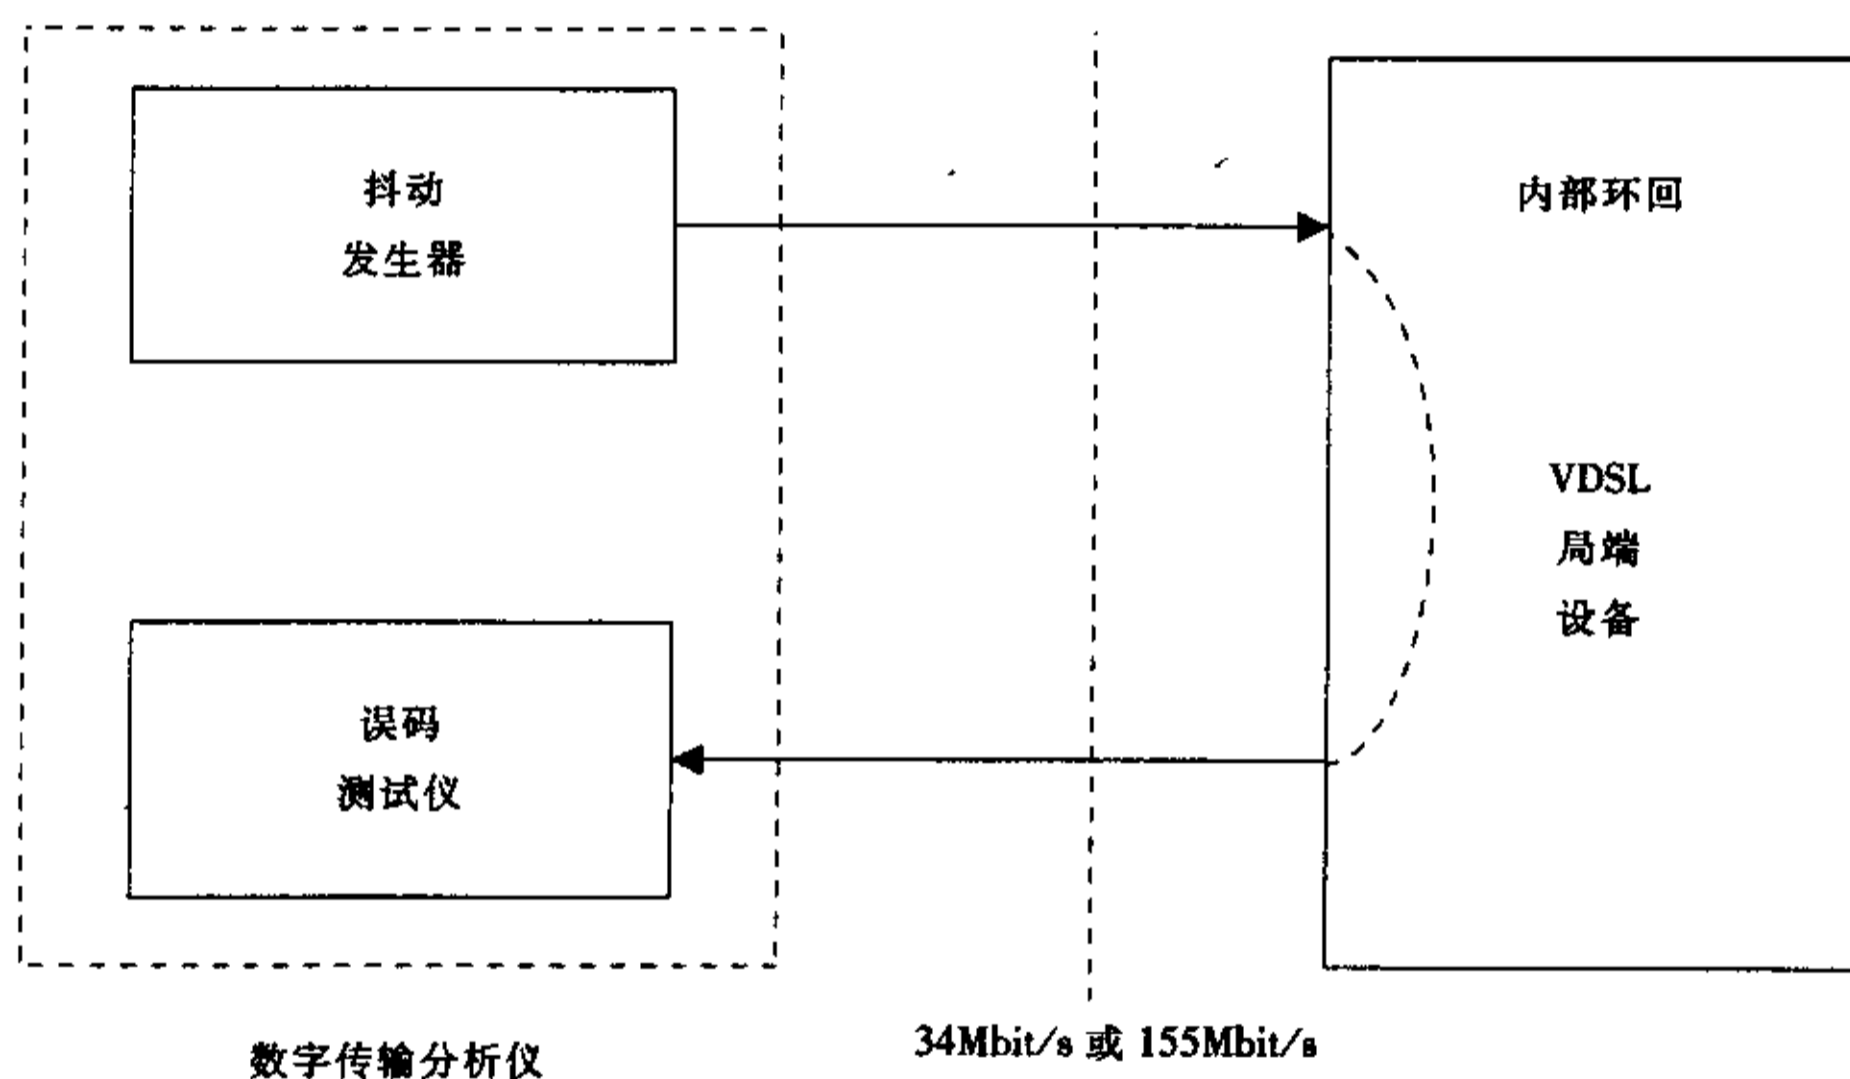 抖动
发生器
内部环回
VDSL
局端
设备
误码
测试仪
数字传输分析仪
34Mbit/s 或 155Mbit/s